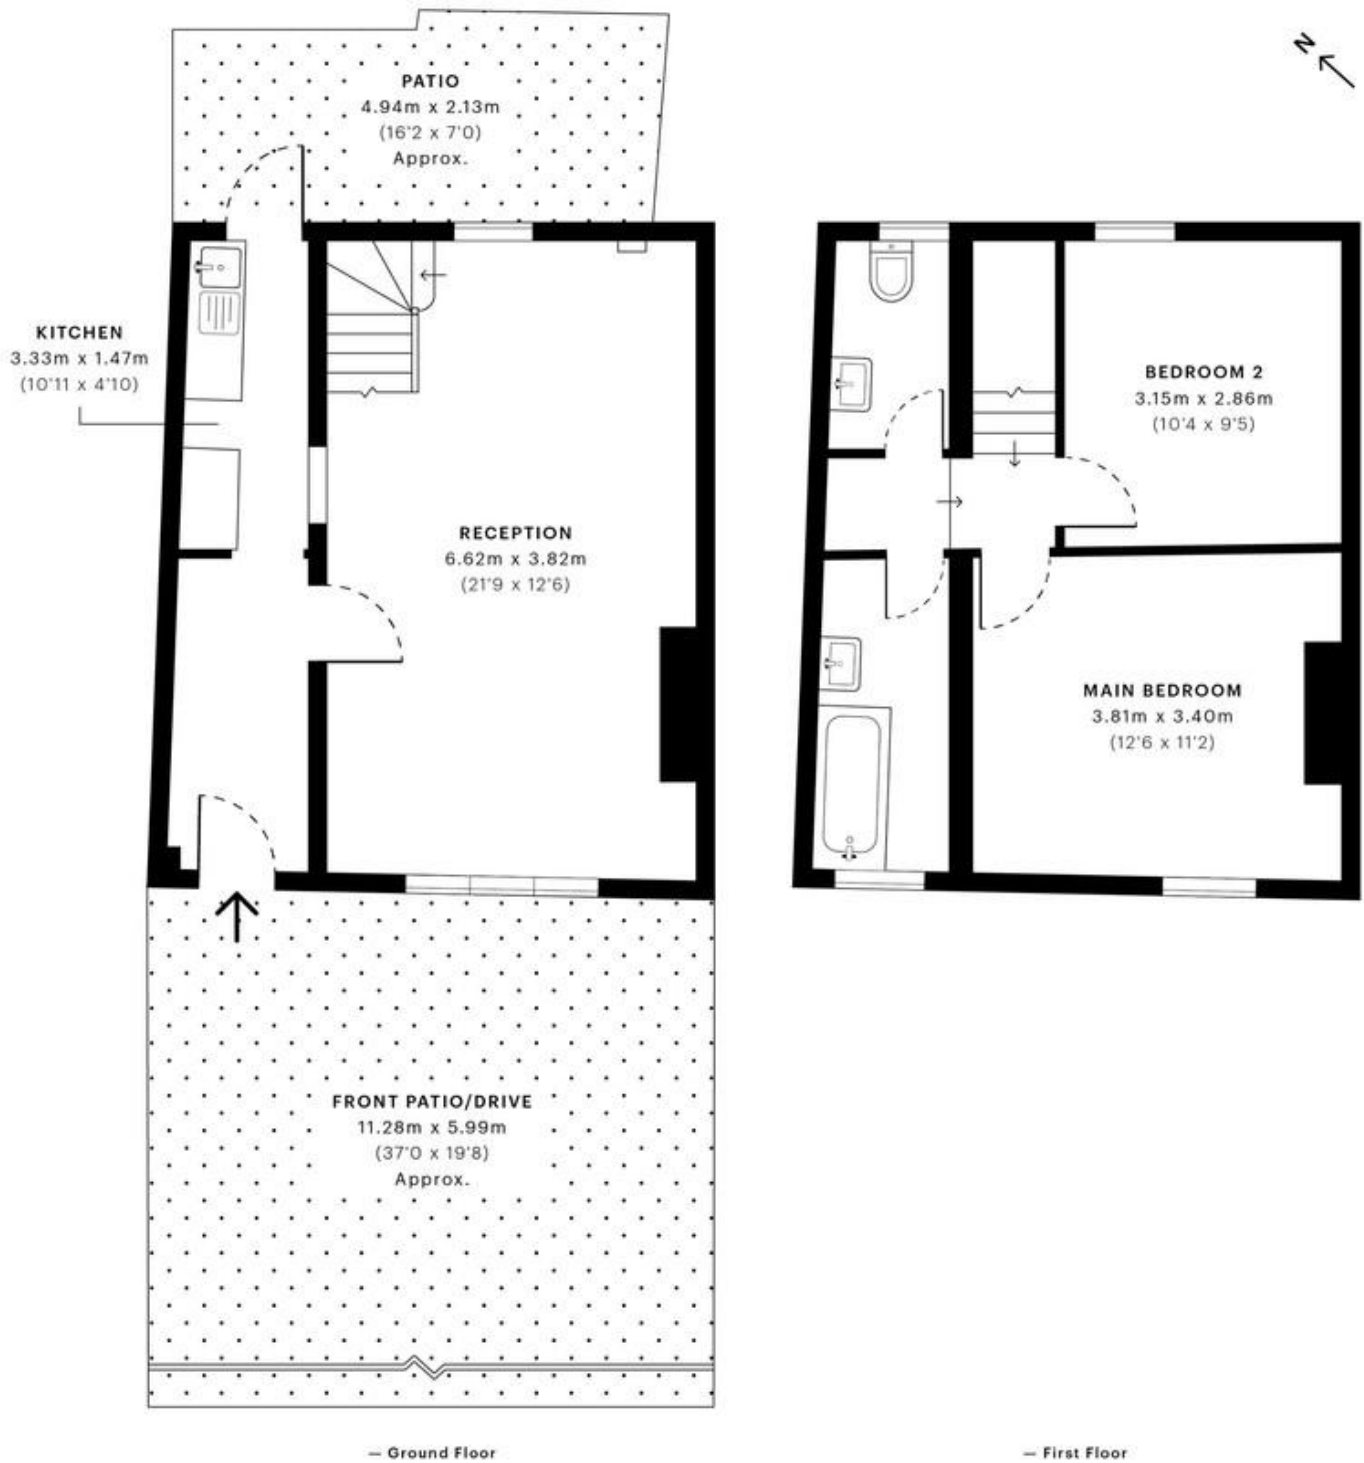 N
PATIO
4.94m x 2.13m
(16'2 x 7'0)
Approx.
KITCHEN
3.33m x 1.47m
(10'11 x 4'10)
RECEPTION
6.62m x 3.82m
(21'9 x 12'6)
FRONT PATIO/DRIVE
11.28m x 5.99m
(37'0 x 19'8)
Approx.
— Ground Floor
BEDROOM 2
3.15m x 2.86m
(10'4 x 9'5)
MAIN BEDROOM
3.81m x 3.40m
(12'6 x 11'2)
— First Floor